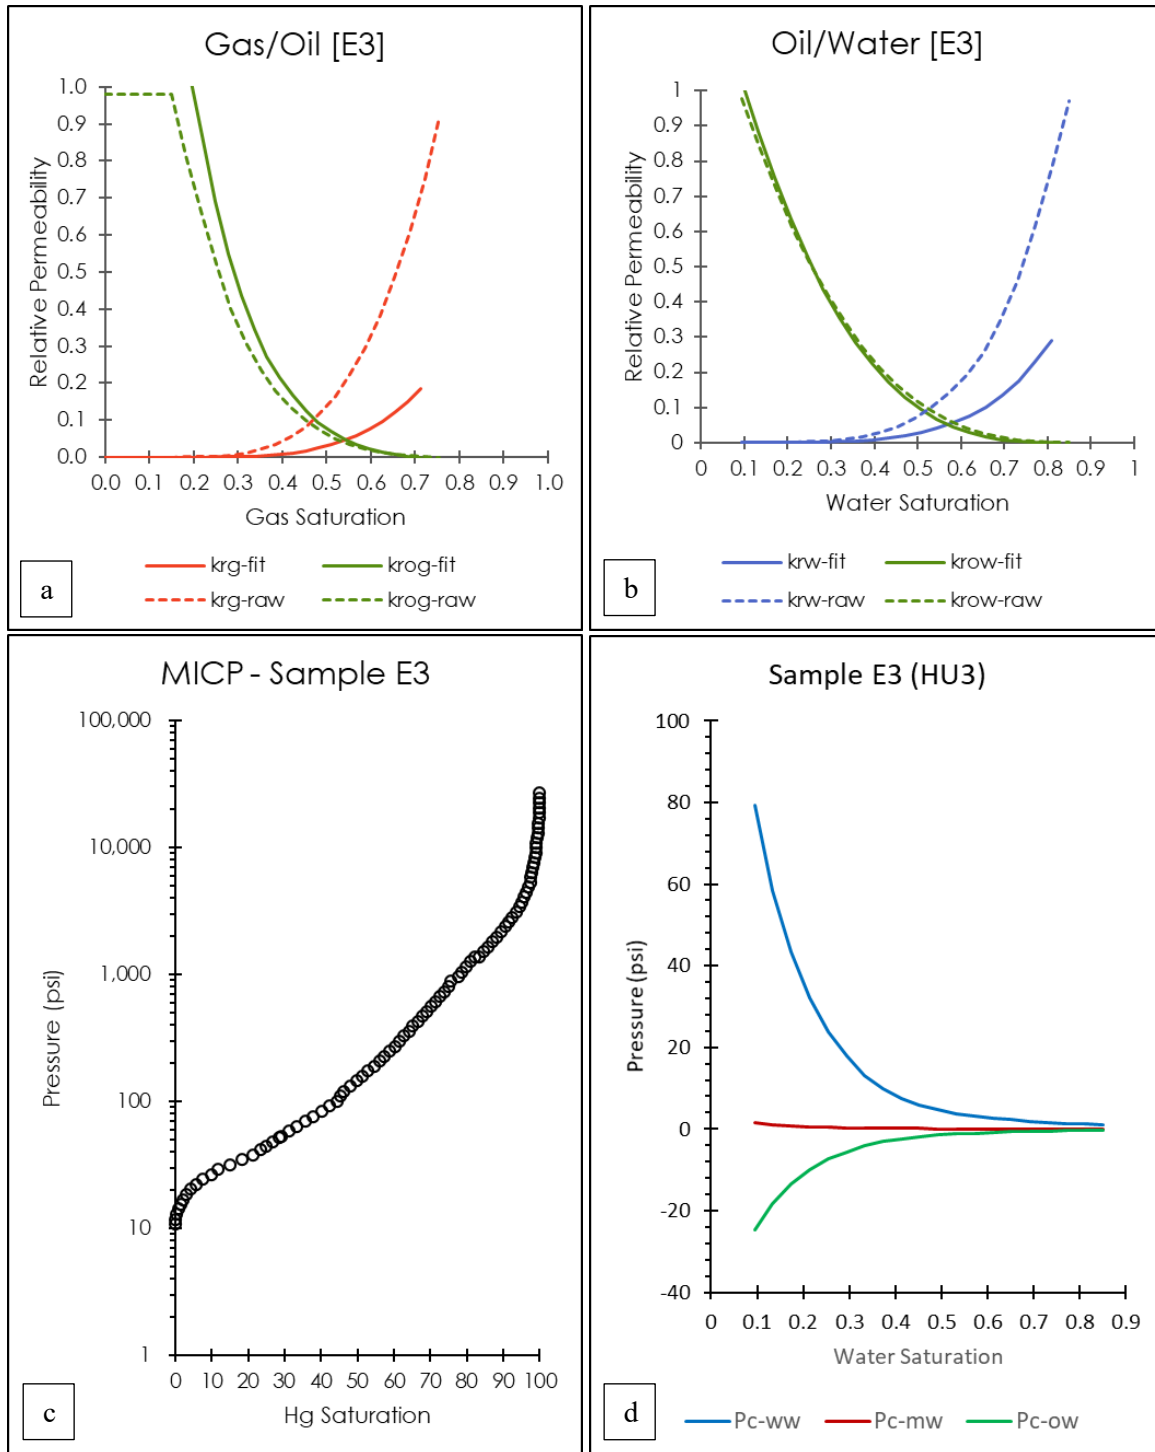 Gas/Oil [E3]
Relative Permeability
1.0
0.9
0.8
0.7
0.6
0.5
0.4
0.3
0.2
0.1
0.0
0.0 0.1 0.2 0.3 0.4 0.5 0.6 0.7 0.8 0.9 1.0
Gas Saturation
krg-fit krog-fit
krg-raw krog-raw
a
Oil/Water [E3]
Relative Permeability
1
0.9
0.8
0.7
0.6
0.5
0.4
0.3
0.2
0.1
0
0 0.1 0.2 0.3 0.4 0.5 0.6 0.7 0.8 0.9 1
Water Saturation
krw-fit krow-fit
krw-raw krow-raw
b
MICP - Sample E3
Pressure (psi)
100,000
10,000
1,000
100
10
1
0 10 20 30 40 50 60 70 80 90 100
Hg Saturation
c
Sample E3 (HU3)
Pressure (psi)
100
80
60
40
20
0
-20
-40
0 0.1 0.2 0.3 0.4 0.5 0.6 0.7 0.8 0.9
Water Saturation
Pc-ww Pc-mw Pc-ow
d